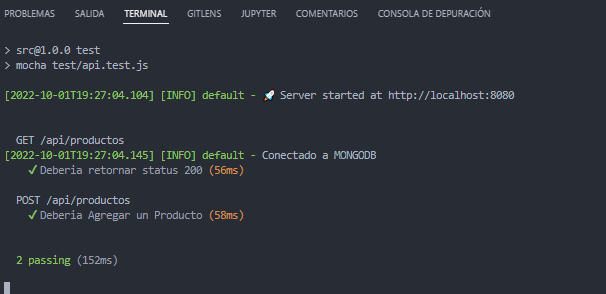 PROBLEMAS SALIDA TERMINAL GITLENS JUPYTER COMENTARIOS CONSOLA DE DEPURACIÓN
> src@1.0.0 test
> mocha test/api.test.js
[2022-10-01T19:27:04.104] [INFO] default - 🚀 Server started at http://localhost:8080
GET /api/productos
[2022-10-01T19:27:04.145] [INFO] default - Conectado a MONGODB
✓ Deberia retornar status 200 (56ms)
POST /api/productos
✓ Deberia Agregar un Producto (58ms)
2 passing (152ms)